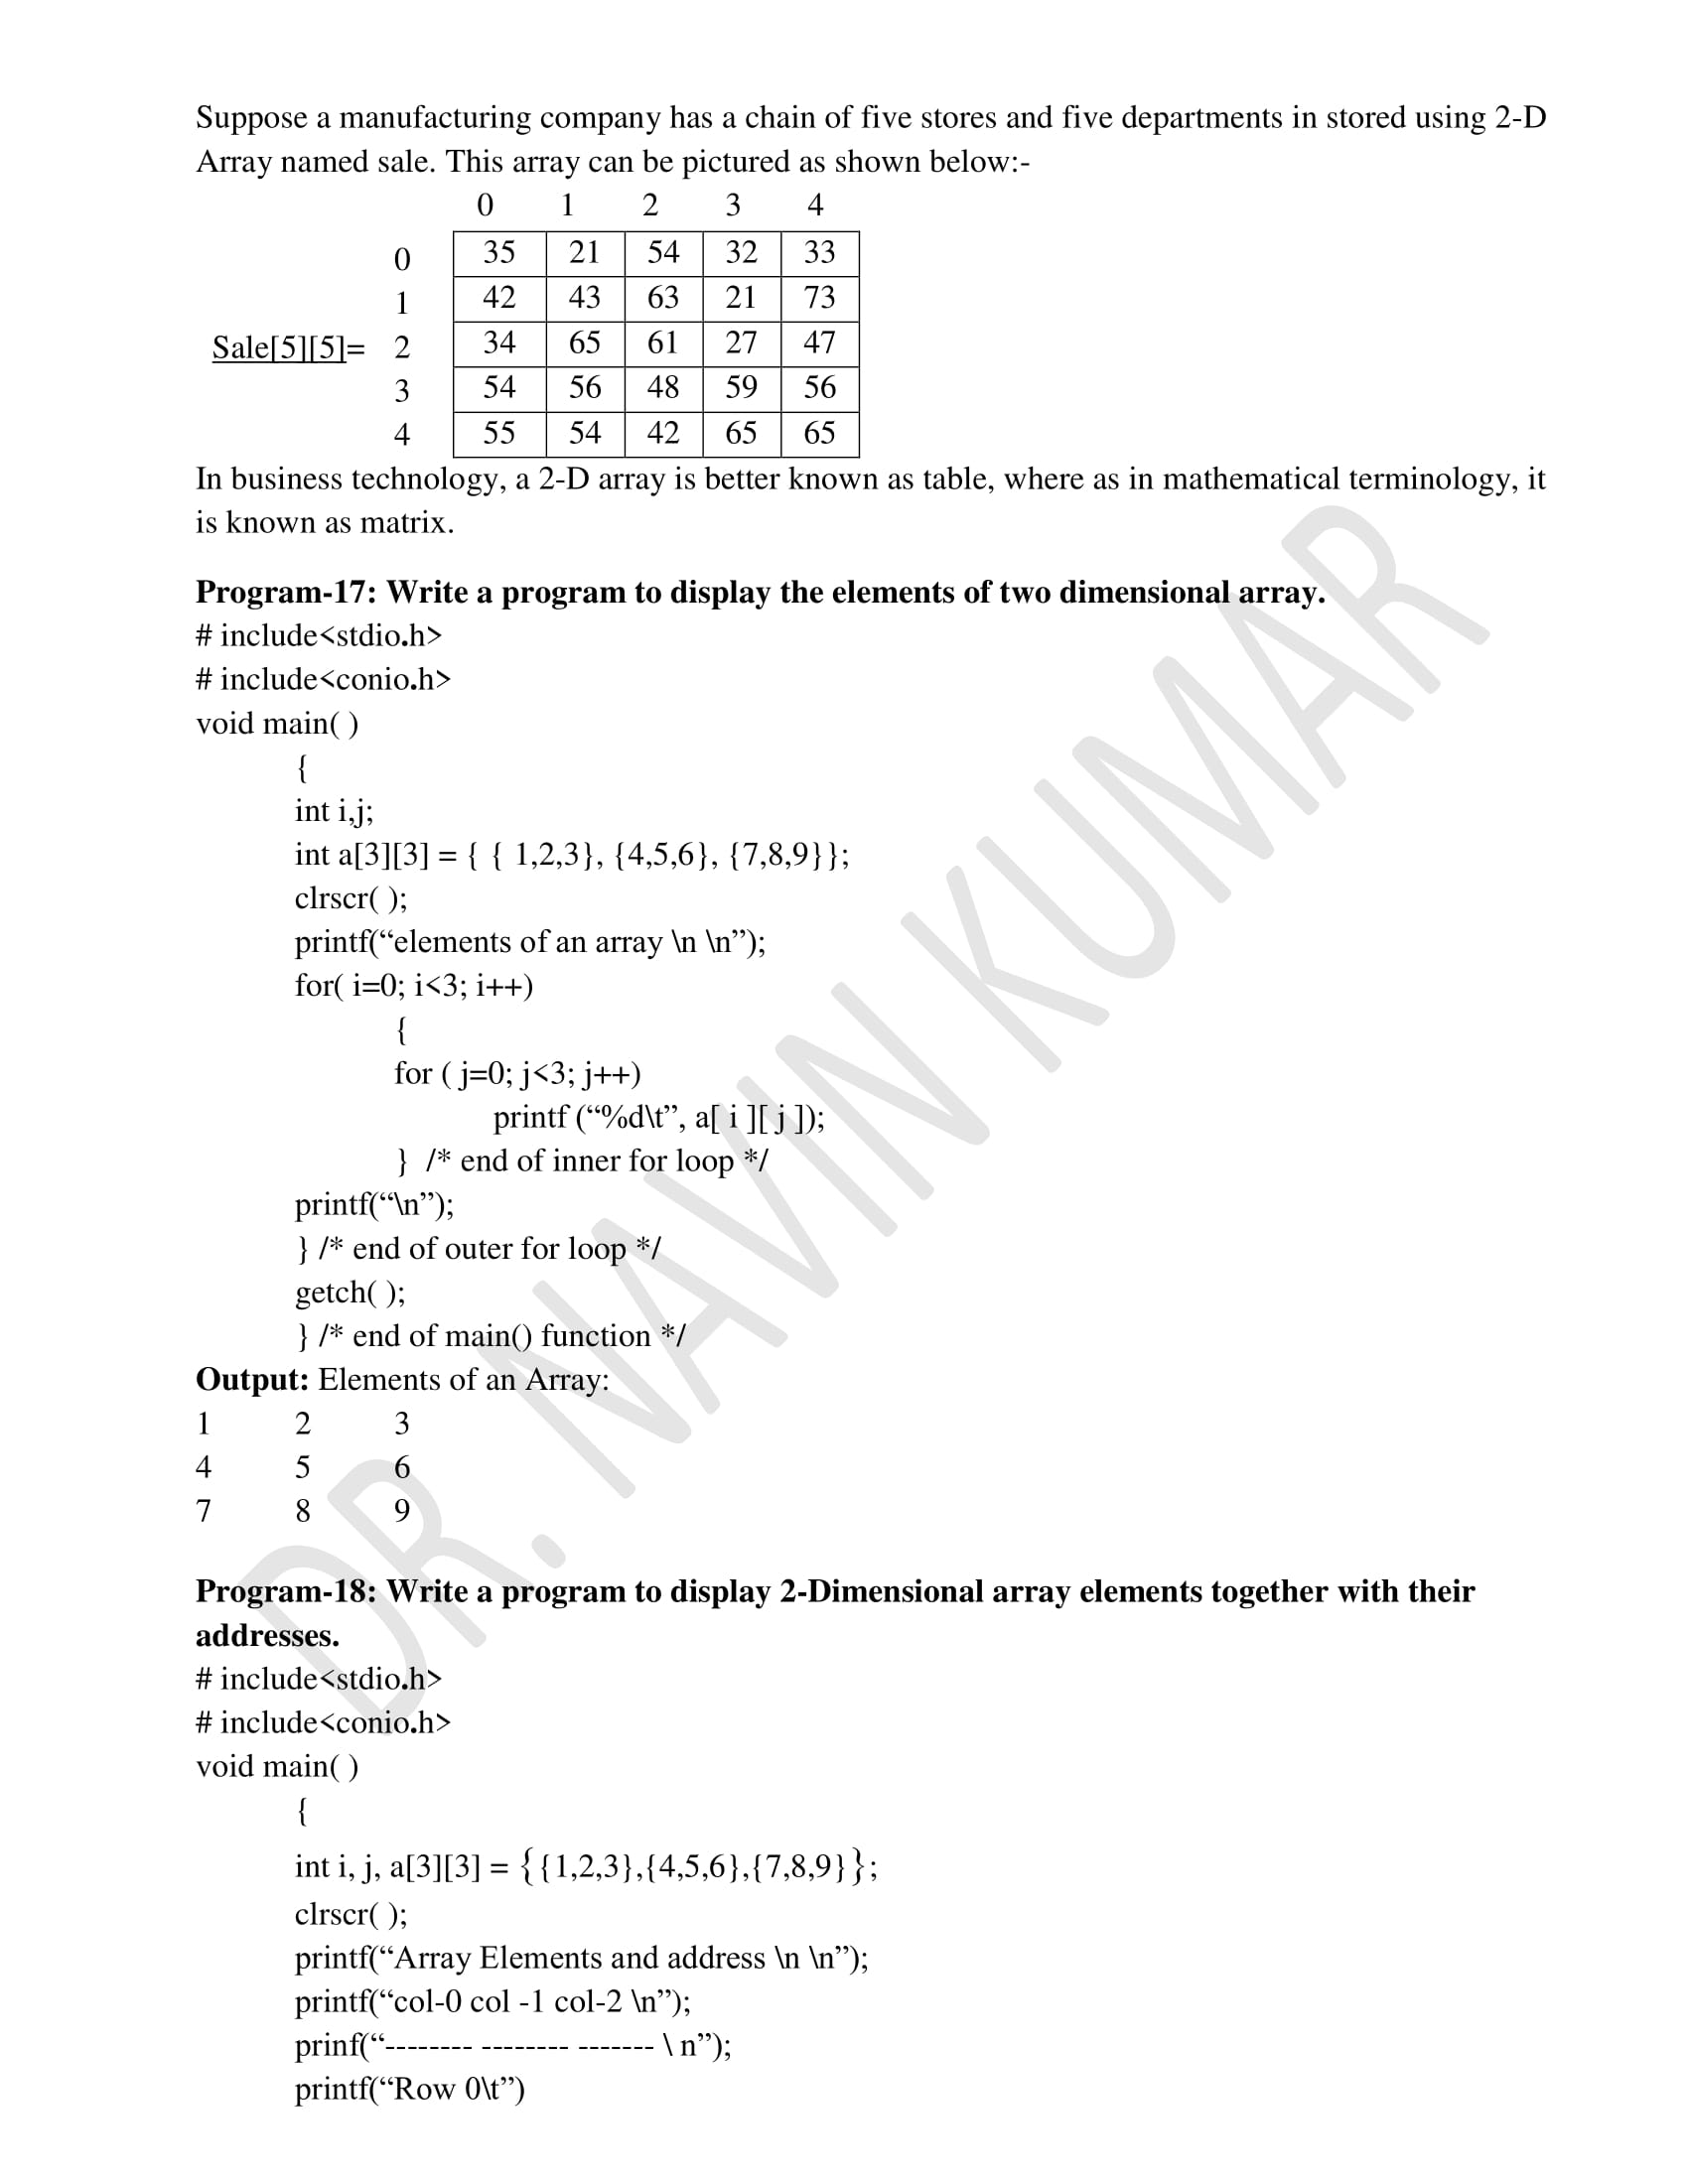 Suppose a manufacturing company has a chain of five stores and five departments in stored using 2-D
Array named sale. This array can be pictured as shown below:-
0 1 2 3 4
0 35 21 54 32 33
1 42 43 63 21 73
Sale[5][5]= 2 34 65 61 27 47
3 54 56 48 59 56
4 55 54 42 65 65
In business technology, a 2-D array is better known as table, where as in mathematical terminology, it
is known as matrix.
Program-17: Write a program to display the elements of two dimensional array.
# include<stdio.h>
# include<conio.h>
void main( )
{
int i,j;
int a[3][3] = { { 1,2,3}, {4,5,6}, {7,8,9}};
clrscr( );
printf(“elements of an array \n \n”);
for( i=0; i<3; i++)
{
for ( j=0; j<3; j++)
printf (“%d\t”, a[ i ][ j ]);
} /* end of inner for loop */
printf(“\n”);
} /* end of outer for loop */
getch( );
} /* end of main() function */
Output: Elements of an Array:
1 2 3
4 5 6
7 8 9
Program-18: Write a program to display 2-Dimensional array elements together with their
addresses.
# include<stdio.h>
# include<conio.h>
void main( )
{
int i, j, a[3][3] = {{1,2,3},{4,5,6},{7,8,9}};
clrscr( );
printf(“Array Elements and address \n \n”);
printf(“col-0 col -1 col-2 \n”);
prinf(“-------- -------- ------- \ n”);
printf(“Row 0\t”)
DR. NAVIN KUMAR